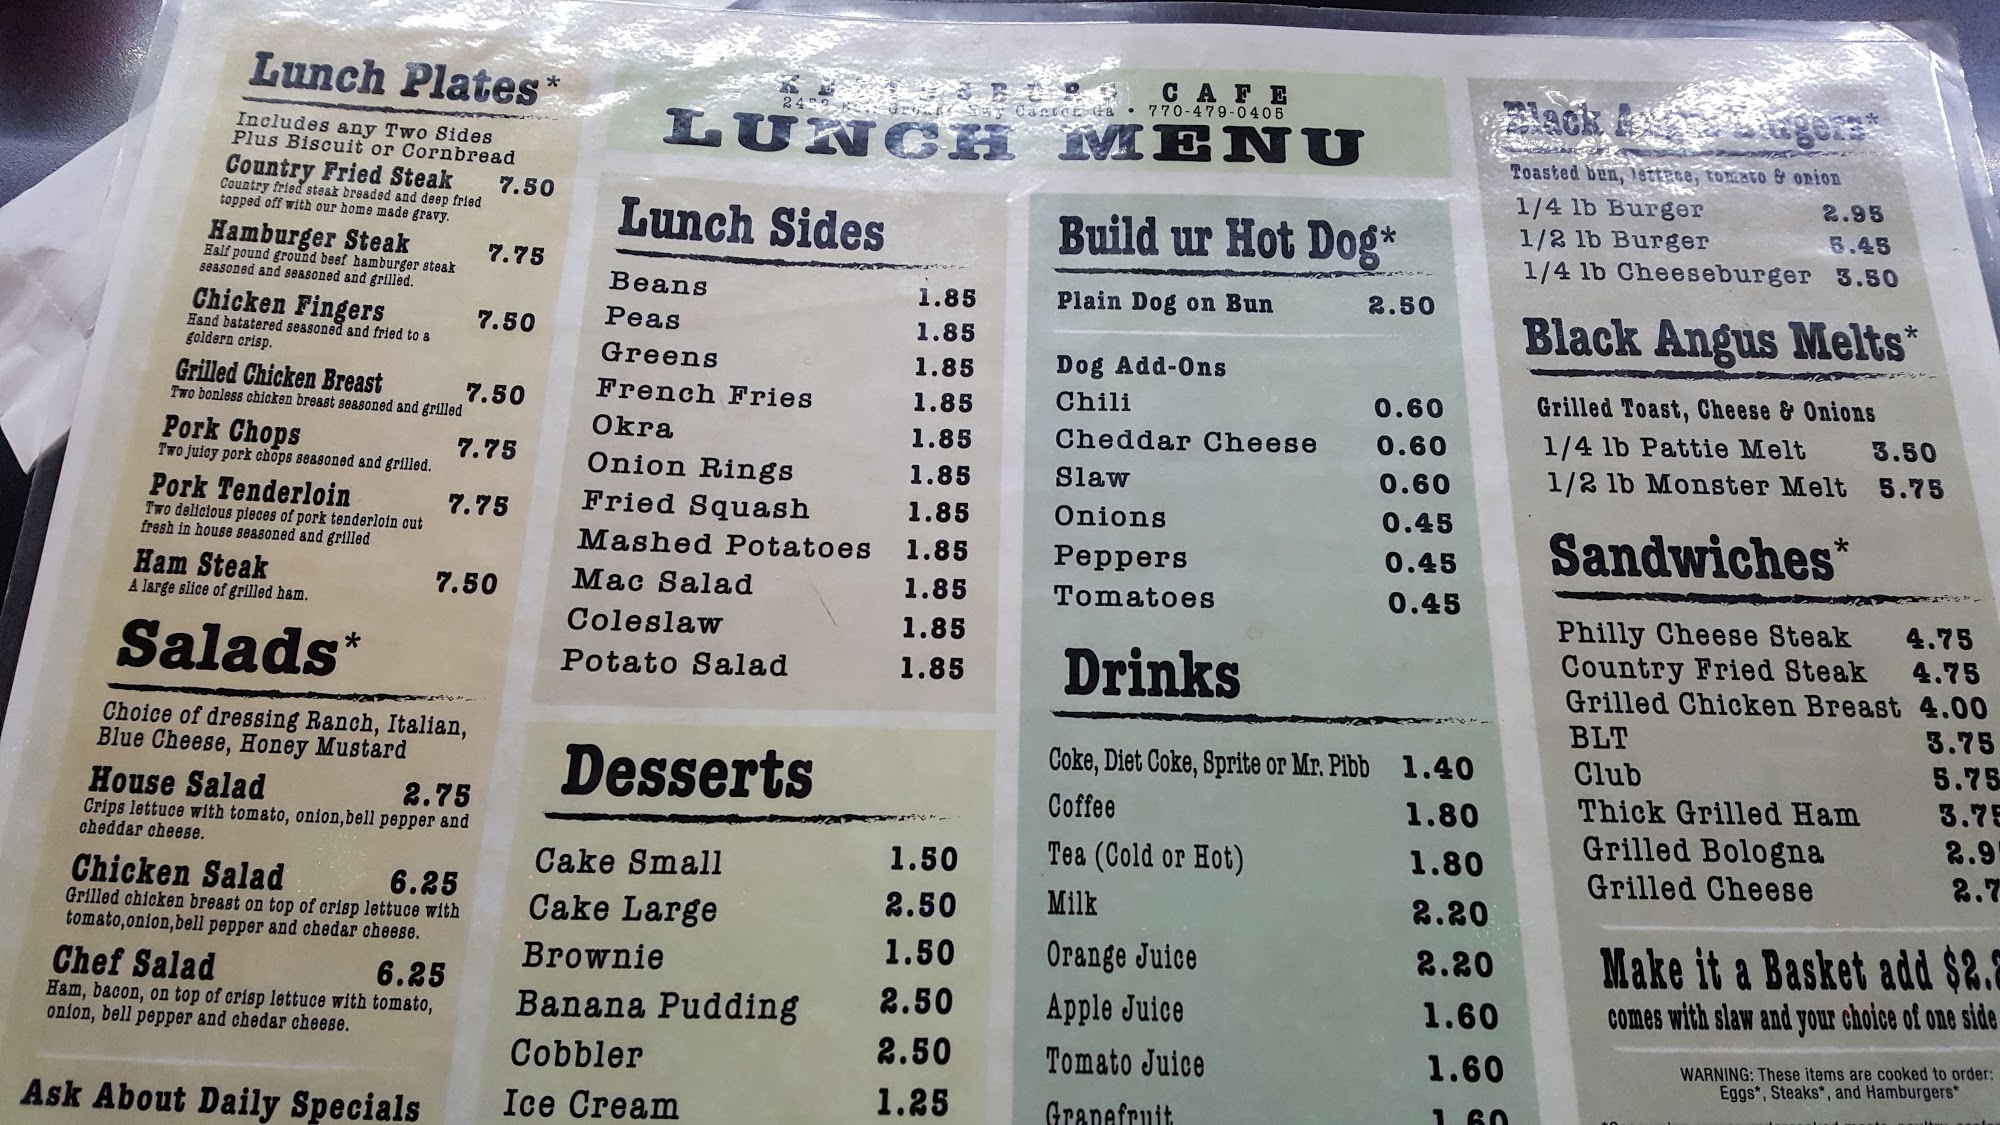 CAFE
770-479-0405
LUNCH MENU
Lunch Plates*
Includes any Two Sides
Plus Biscuit or Cornbread
Country Fried Steak 7.50
Country fried steak breaded and deep fried
topped off with our home made gravy.
Hamburger Steak 7.75
Half pound ground beef hamburger steak
seasoned and seasoned and grilled.
Chicken Fingers 7.50
Hand batatered seasoned and fried to a
goldern crisp.
Grilled Chicken Breast 7.50
Two bonless chicken breast seasoned and grilled
Pork Chops 7.75
Two juicy pork chops seasoned and grilled.
Pork Tenderloin 7.75
Two delicious pieces of pork tenderloin cut
fresh in house seasoned and grilled
Ham Steak 7.50
A large slice of grilled ham.
Salads*
Choice of dressing Ranch, Italian,
Blue Cheese, Honey Mustard
House Salad 2.75
Crips lettuce with tomato, onion,bell pepper and
cheddar cheese.
Chicken Salad 6.25
Grilled chicken breast on top of crisp lettuce with
tomato,onion,bell pepper and chedar cheese.
Chef Salad 6.25
Ham, bacon, on top of crisp lettuce with tomato,
onion, bell pepper and chedar cheese.
Ask About Daily Specials
Lunch Sides
Beans 1.85
Peas 1.85
Greens 1.85
French Fries 1.85
Okra 1.85
Onion Rings 1.85
Fried Squash 1.85
Mashed Potatoes 1.85
Mac Salad 1.85
Coleslaw 1.85
Potato Salad 1.85
Desserts
Cake Small 1.50
Cake Large 2.50
Brownie 1.50
Banana Pudding 2.50
Cobbler 2.50
Ice Cream 1.25
Build ur Hot Dog*
Plain Dog on Bun 2.50
Dog Add-Ons
Chili 0.60
Cheddar Cheese 0.60
Slaw 0.60
Onions 0.45
Peppers 0.45
Tomatoes 0.45
Drinks
Coke, Diet Coke, Sprite or Mr. Pibb 1.40
Coffee 1.80
Tea (Cold or Hot) 1.80
Milk 2.20
Orange Juice 2.20
Apple Juice 1.60
Tomato Juice 1.60
Grapefruit 1.60
Black Angus Burgers*
Toasted bun, lettuce, tomato & onion
1/4 lb Burger 2.95
1/2 lb Burger 5.45
1/4 lb Cheeseburger 3.50
Black Angus Melts*
Grilled Toast, Cheese & Onions
1/4 lb Pattie Melt 3.50
1/2 lb Monster Melt 5.75
Sandwiches*
Philly Cheese Steak 4.75
Country Fried Steak 4.75
Grilled Chicken Breast 4.00
BLT 3.75
Club 5.75
Thick Grilled Ham 3.75
Grilled Bologna 2.9
Grilled Cheese 2.7
Make it a Basket add $2.
comes with slaw and your choice of one side
WARNING: These items are cooked to order:
Eggs*, Steaks*, and Hamburgers*